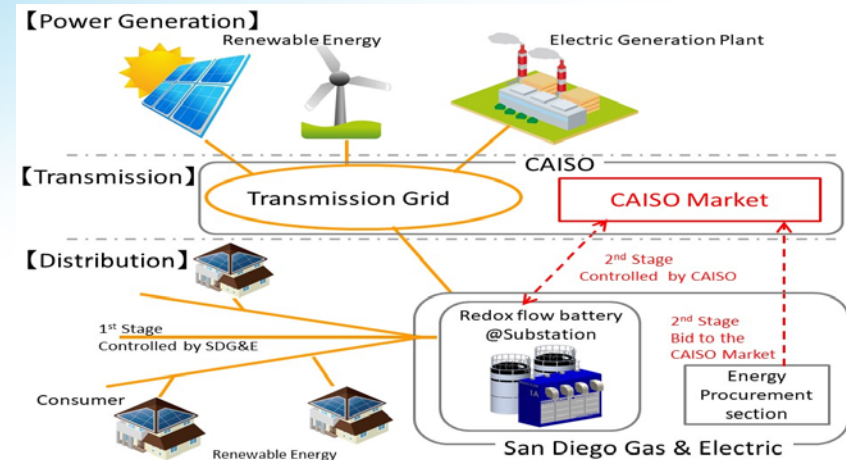 【Power Generation】
Renewable Energy
Electric Generation Plant
CAISO
【Transmission】
Transmission Grid
CAISO Market
【Distribution】
2nd Stage
Controlled by CAISO
Redox flow battery
@Substation
1A
1st Stage
Controlled by SDG&E
2nd Stage
Bid to the
CAISO Market
Energy
Procurement
section
Consumer
Renewable Energy
San Diego Gas & Electric